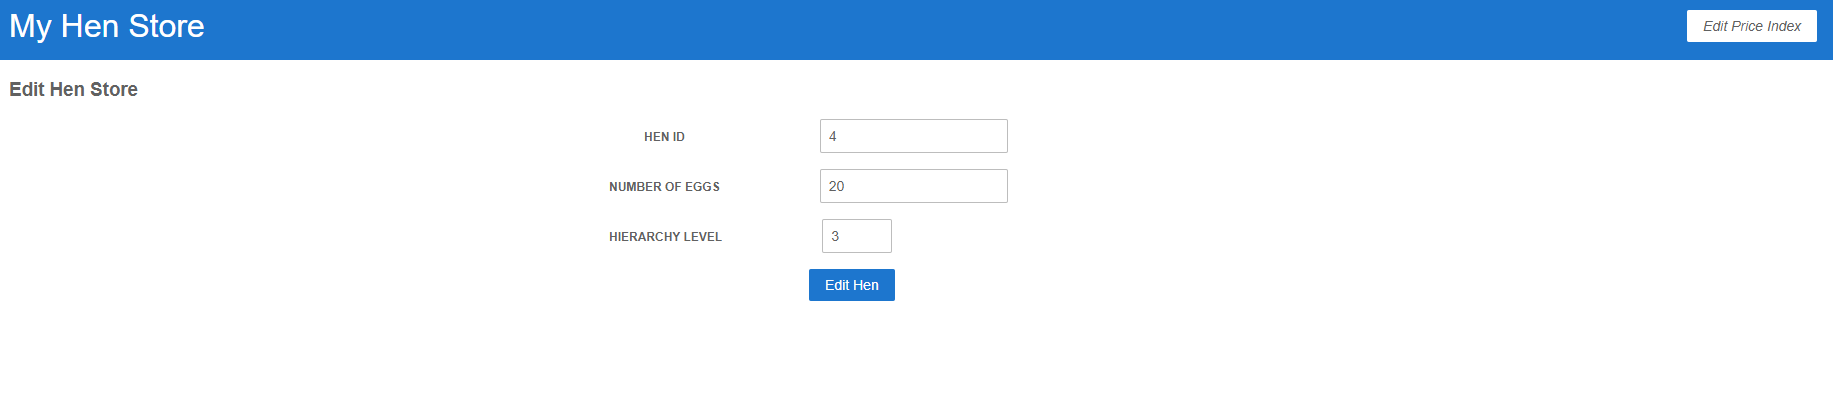 My Hen Store
Edit Price Index
Edit Hen Store
HEN ID 4
NUMBER OF EGGS 20
HIERARCHY LEVEL 3
Edit Hen